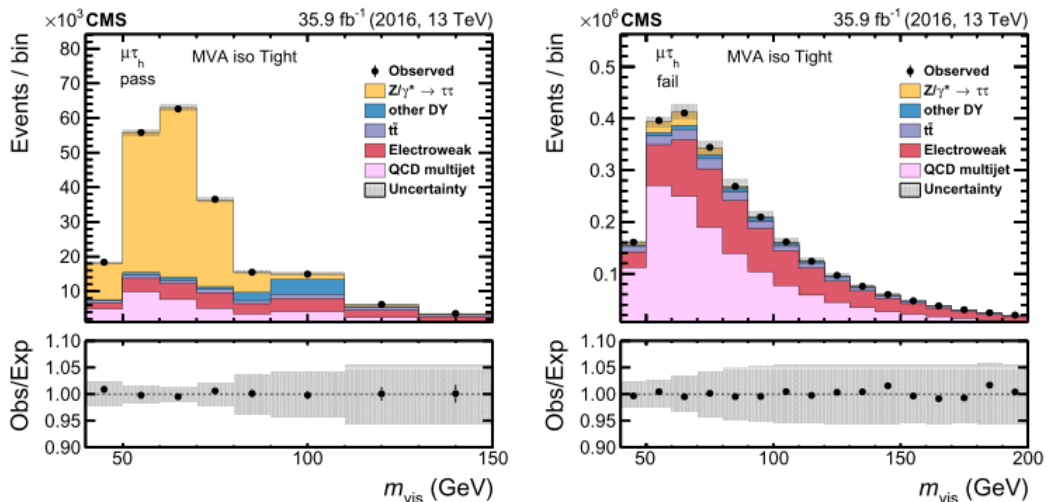 ×10³ CMS 35.9 fb⁻¹ (2016, 13 TeV)
Events / bin
80
70
60
50
40
30
20
10
μτₕ
pass
MVA iso Tight
Observed
Z/γ* → ττ
other DY
tt̄
Electroweak
QCD multijet
Uncertainty
Obs/Exp
1.10
1.05
1.00
0.95
0.90
50 100 150
m_vis (GeV)
×10⁶ CMS 35.9 fb⁻¹ (2016, 13 TeV)
Events / bin
0.5
0.4
0.3
0.2
0.1
μτₕ
fail
MVA iso Tight
Observed
Z/γ* → ττ
other DY
tt̄
Electroweak
QCD multijet
Uncertainty
Obs/Exp
1.10
1.05
1.00
0.95
0.90
50 100 150 200
m_vis (GeV)